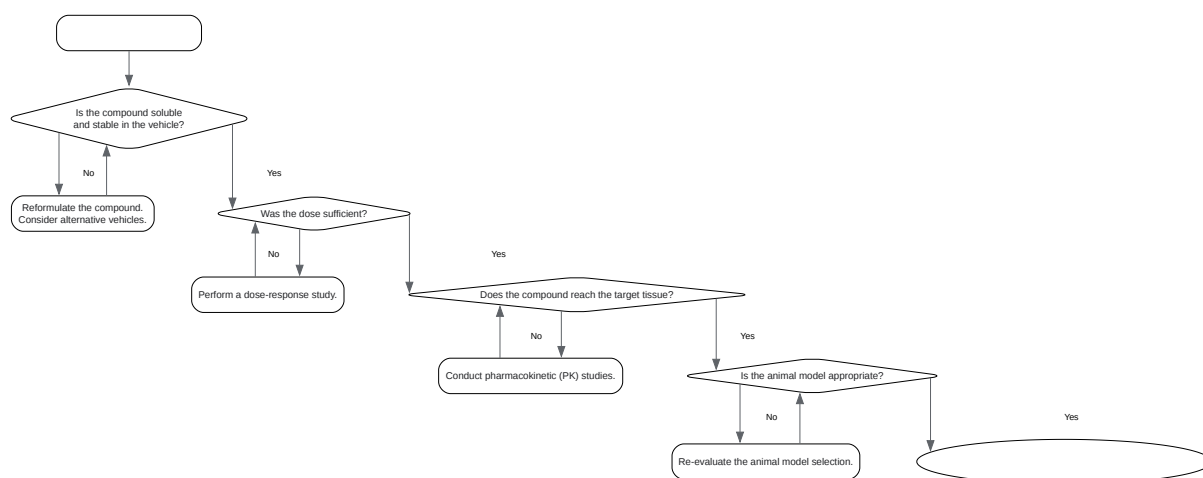 Is the compound soluble
and stable in the vehicle?
No
Yes
Reformulate the compound.
Consider alternative vehicles.
Was the dose sufficient?
No
Yes
Perform a dose-response study.
Does the compound reach the target tissue?
No
Yes
Conduct pharmacokinetic (PK) studies.
Is the animal model appropriate?
No
Yes
Re-evaluate the animal model selection.